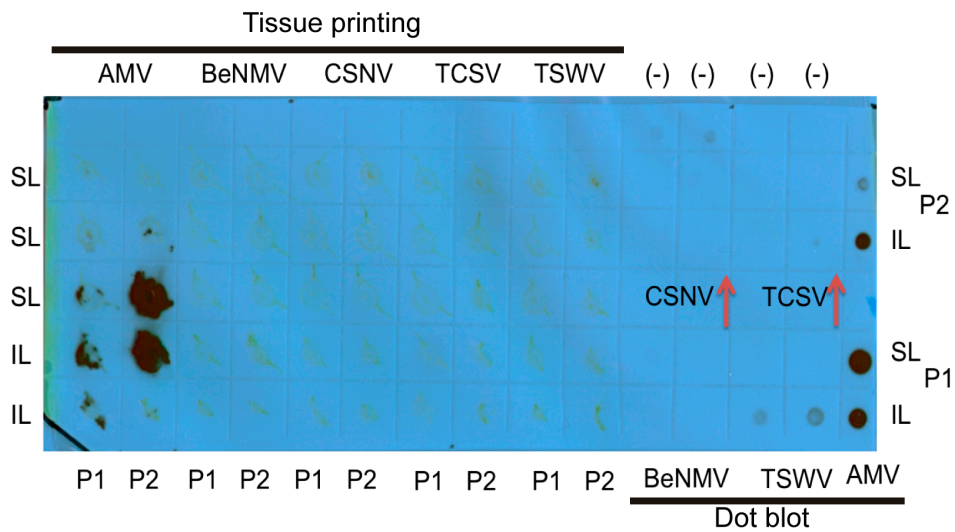 Tissue printing
AMV BeNMV CSNV TCSV TSWV (-) (-) (-) (-)
SL SL
P2
SL IL
SL CSNV TCSV
IL SL
P1
IL IL
P1 P2 P1 P2 P1 P2 P1 P2 P1 P2 BeNMV TSWV AMV
Dot blot